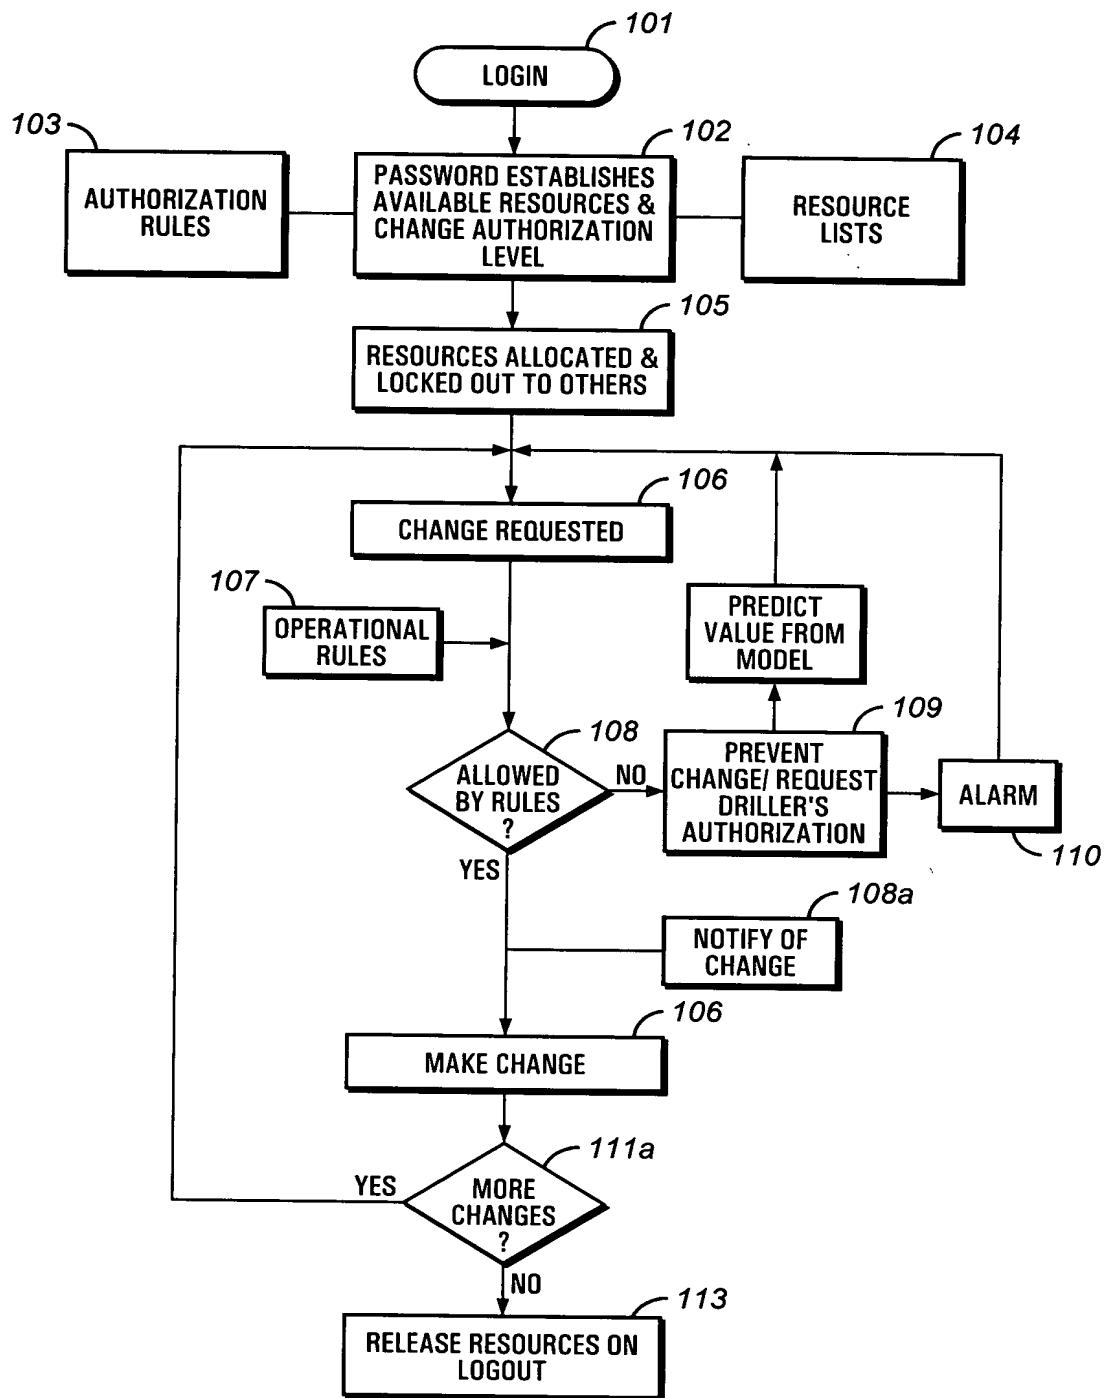 101
LOGIN
103
102
104
AUTHORIZATION
RULES
PASSWORD ESTABLISHES
AVAILABLE RESOURCES &
CHANGE AUTHORIZATION
LEVEL
RESOURCE
LISTS
105
RESOURCES ALLOCATED &
LOCKED OUT TO OTHERS
106
CHANGE REQUESTED
107
OPERATIONAL
RULES
PREDICT
VALUE FROM
MODEL
108
ALLOWED
BY RULES
?
NO
109
PREVENT
CHANGE/ REQUEST
DRILLER'S
AUTHORIZATION
ALARM
110
YES
108a
NOTIFY OF
CHANGE
106
MAKE CHANGE
111a
YES
MORE
CHANGES
?
NO
113
RELEASE RESOURCES ON
LOGOUT